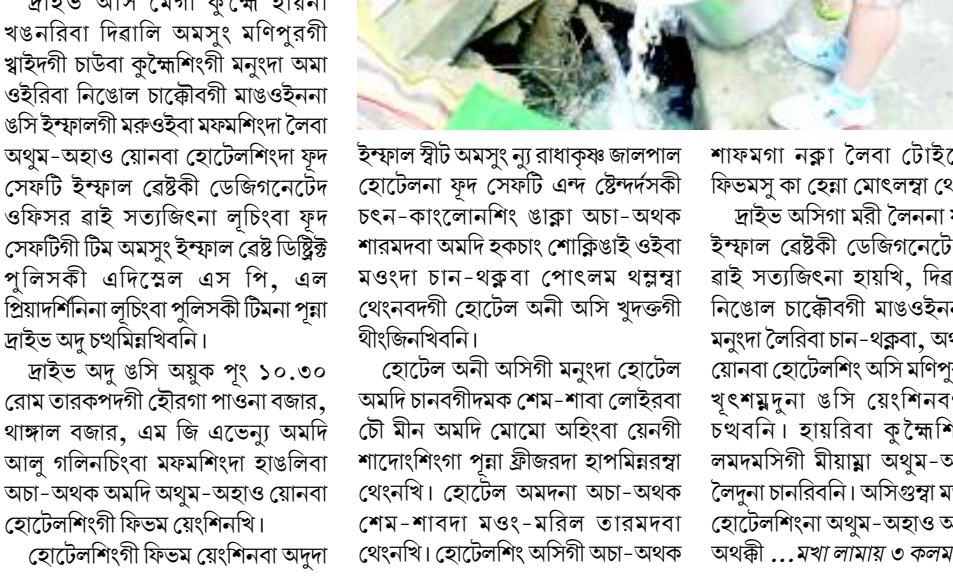 দ্রাইভ অসি মেগা কুহ্মৈ হায়না
খঙনরিবা দিৱালি অমসুং মণিপুরগী
খ্বাইদগী চাউবা কুহ্মৈশিংগী মনুংদা অমা
ওইরিবা নিঙোল চাক্কৌবগী মাঙওইননা
ঙসি ইম্ফালগী মরুওইবা মফমশিংদা লৈবা
অথুম-অহাও য়োনবা হোটেলশিংদা ফূদ
সেফটি ইম্ফাল ৱেষ্টকী ডেজিগনেটেদ
ওফিসর ৱাই সত্যজিৎনা লূচিংবা ফূদ
সেফটিগী টিম অমসুং ইম্ফাল ৱেষ্ট ডিষ্ট্রিক্ট
পুলিসকী এদিস্নেল এস পি, এল
প্রিয়াদর্শিনিনা লূচিংবা পুলিসকী টিমনা পুন্না
দ্রাইভ অদু চত্থমিন্নখিবনি।
দ্রাইভ অদু ঙসি অয়ুক পূং ১০.৩০
রোম তারকপদগী হৌরগা পাওনা বজার,
থাঙ্গাল বজার, এম জি এভেন্যু অমদি
আলু গলিনচিংবা মফমশিংদা হাঙলিবা
অচা-অথক অমদি অথুম-অহাও য়োনবা
হোটেলশিংগী ফিভম য়েংশিনখি।
হোটেলশিংগী ফিভম য়েংশিনবা অদুদা
ইম্ফাল স্বীট অমসুং ন্যু রাধাকৃষ্ণ জালপাল
হোটেলনা ফূদ সেফটি এন্দ ষ্টেন্দর্দসকী
চৎন-কাংলোনশিং ঙাক্না অচা-অথক
শারমদবা অমদি হকচাং শোক্লিঙাই ওইবা
মওংদা চান-থক্নবা পোৎলম থম্লম্বা
থেংনবদগী হোটেল অনী অসি খুদক্তগী
থীংজিনখিবনি।
হোটেল অনী অসিগী মনুংদা হোটেল
অমদি চানবগীদমক শেম-শাবা লোইরবা
চৌ মীন অমদি মোমো অহিংবা য়েনগী
শাদোংশিংগা পুন্না ফ্রীজরদা হাপমিন্নরম্বা
থেংনখি। হোটেল অমদনা অচা-অথক
শেম-শাবদা মওং-মরিল তারমদবা
থেংনখি। হোটেলশিং অসিগী অচা-অথক
শাফমগা নক্না লৈবা টোইলে
ফিভমসু কা হেন্না মোৎলম্বা থে
দ্রাইভ অসিগা মরী লৈননা
ইম্ফাল ৱেষ্টকী ডেজিগনেটে
ৱাই সত্যজিৎনা হায়খি, দিৱ
নিঙোল চাক্কৌবগী মাঙওইনন
মনুংদা লৈরিবা চান-থক্নবা, অথ
য়োনবা হোটেলশিং অসি মণিপু
খূৎশম্লদুনা ঙসি য়েংশিনব
চত্থবনি। হায়রিবা কুহ্মৈশি
লমদমসিগী মীয়াম্না অথুম-অ
লৈদুনা চানরিবনি। অসিগুম্বা ম
হোটেলশিংনা অথুম-অহাও অ
অথক্কী ...মখা লামায় ৩ কলম